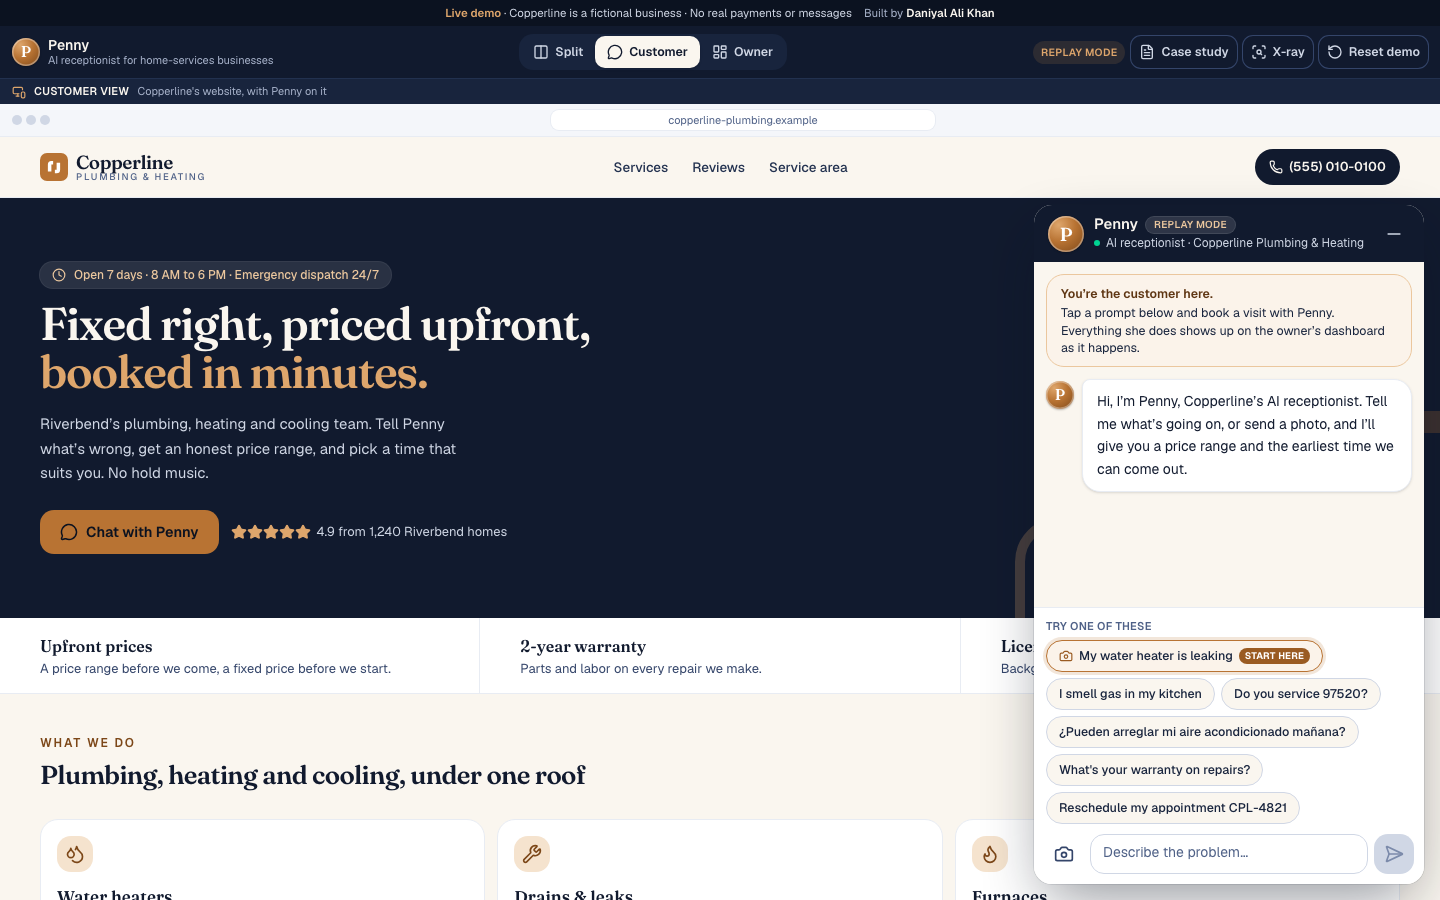 Live demo · Copperline is a fictional business · No real payments or messages Built by Daniyal Ali Khan
P
Penny
AI receptionist for home-services businesses
Split
Customer
Owner
REPLAY MODE
Case study
X-ray
Reset demo
CUSTOMER VIEW Copperline's website, with Penny on it
copperline-plumbing.example
Copperline
PLUMBING & HEATING
Services
Reviews
Service area
(555) 010-0100
Open 7 days · 8 AM to 6 PM · Emergency dispatch 24/7
Fixed right, priced upfront,
booked in minutes.
Riverbend's plumbing, heating and cooling team. Tell Penny
what's wrong, get an honest price range, and pick a time that
suits you. No hold music.
Chat with Penny
4.9 from 1,240 Riverbend homes
Upfront prices
A price range before we come, a fixed price before we start.
2-year warranty
Parts and labor on every repair we make.
WHAT WE DO
Plumbing, heating and cooling, under one roof
Water heaters
Drains & leaks
Furnaces
P
Penny REPLAY MODE
AI receptionist · Copperline Plumbing & Heating
You're the customer here.
Tap a prompt below and book a visit with Penny.
Everything she does shows up on the owner's dashboard
as it happens.
P
Hi, I'm Penny, Copperline's AI receptionist. Tell
me what's going on, or send a photo, and I'll
give you a price range and the earliest time we
can come out.
TRY ONE OF THESE
My water heater is leaking START HERE
I smell gas in my kitchen
Do you service 97520?
¿Pueden arreglar mi aire acondicionado mañana?
What's your warranty on repairs?
Reschedule my appointment CPL-4821
Describe the problem…